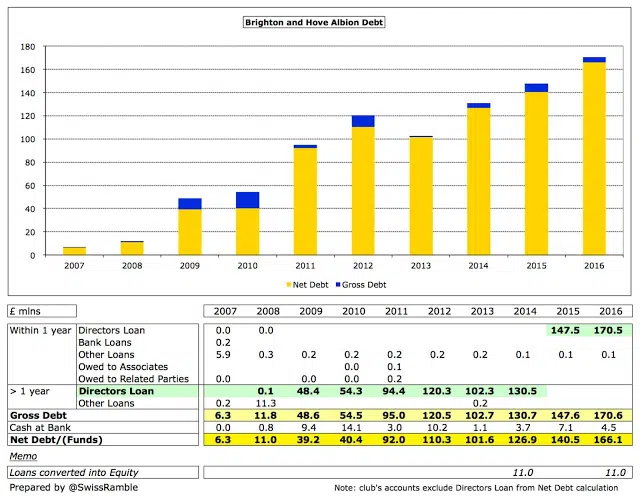 Brighton and Hove Albion Debt
180
160
140
120
100
80
60
40
20
0
2007 2008 2009 2010 2011 2012 2013 2014 2015 2016
Net Debt Gross Debt
£ mlns 2007 2008 2009 2010 2011 2012 2013 2014 2015 2016
Within 1 year Directors Loan 0.0 0.0 147.5 170.5
Bank Loans 0.2
Other Loans 5.9 0.3 0.2 0.2 0.2 0.2 0.2 0.1 0.1 0.1
Owed to Associates 0.0 0.1
Owed to Related Parties 0.0 0.0 0.0 0.2
> 1 year Directors Loan 0.1 48.4 54.3 94.4 120.3 102.3 130.5
Other Loans 0.2 11.3 0.2
Gross Debt 6.3 11.8 48.6 54.5 95.0 120.5 102.7 130.7 147.6 170.6
Cash at Bank 0.0 0.8 9.4 14.1 3.0 10.2 1.1 3.7 7.1 4.5
Net Debt/(Funds) 6.3 11.0 39.2 40.4 92.0 110.3 101.6 126.9 140.5 166.1
Memo
Loans converted into Equity 11.0 11.0
Prepared by @SwissRamble Note: club's accounts exclude Directors Loan from Net Debt calculation